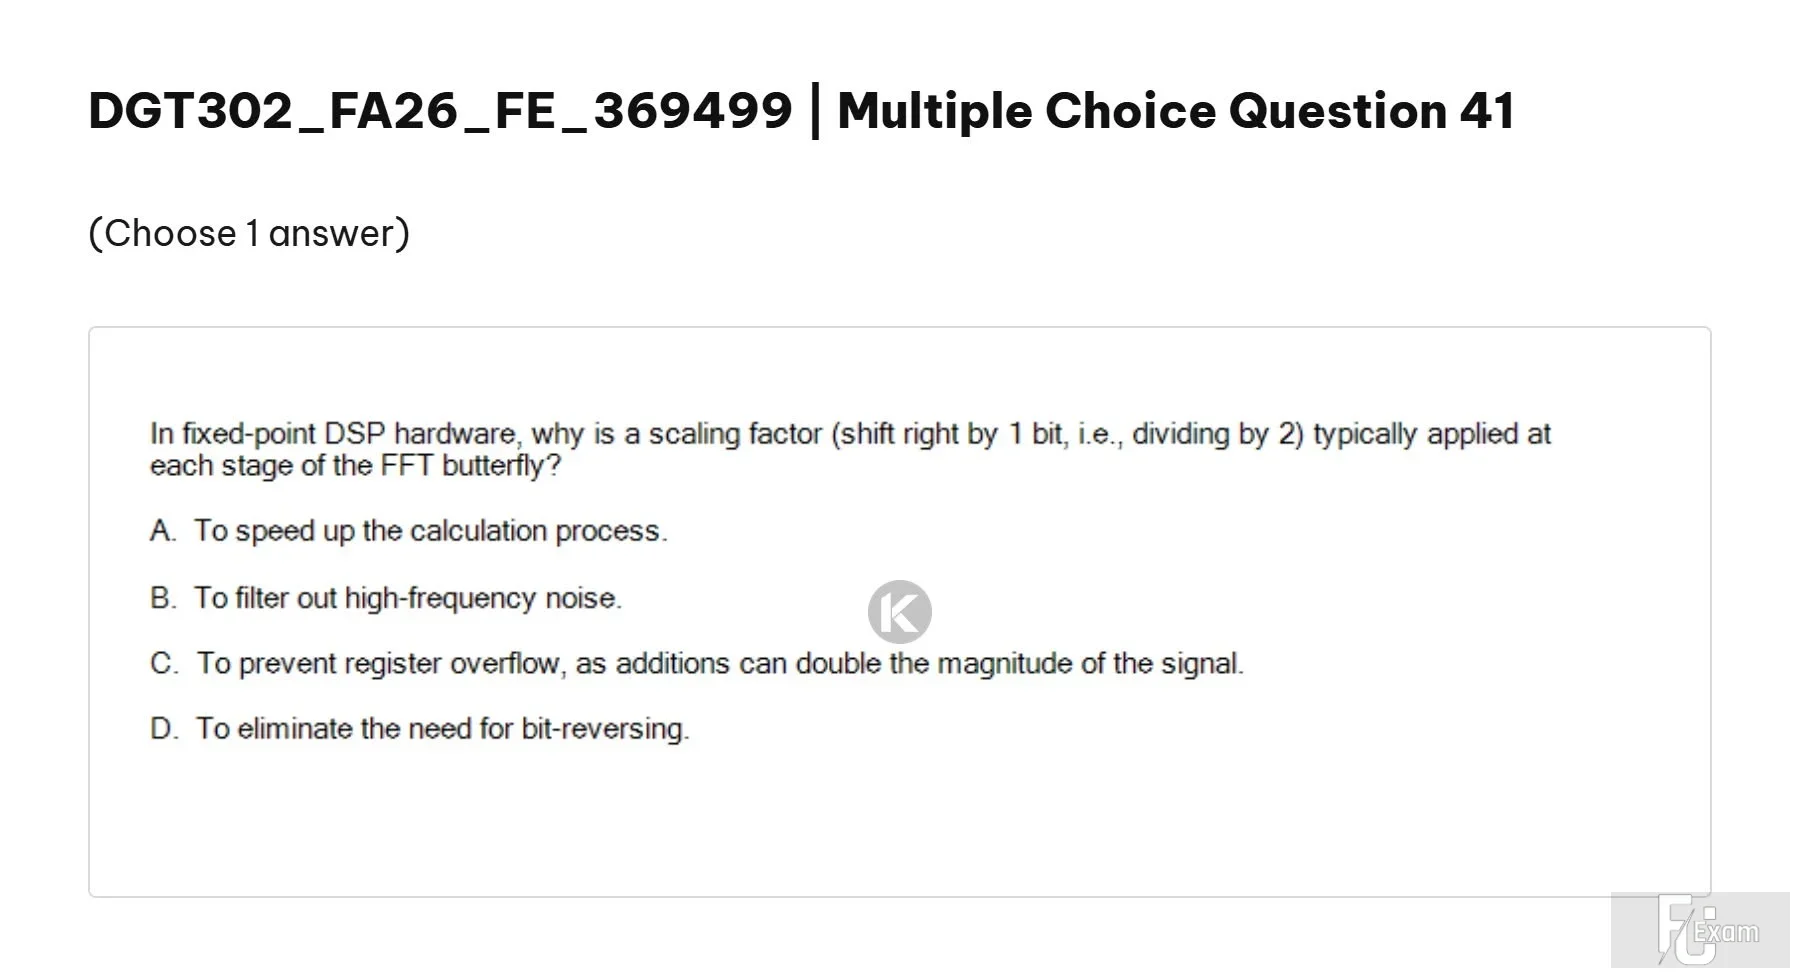 DGT302_FA26_FE_369499 | Multiple Choice Question 41
(Choose 1 answer)
In fixed-point DSP hardware, why is a scaling factor (shift right by 1 bit, i.e., dividing by 2) typically applied at
each stage of the FFT butterfly?
A. To speed up the calculation process.
B. To filter out high-frequency noise.
K
C. To prevent register overflow, as additions can double the magnitude of the signal.
D. To eliminate the need for bit-reversing.
Exam